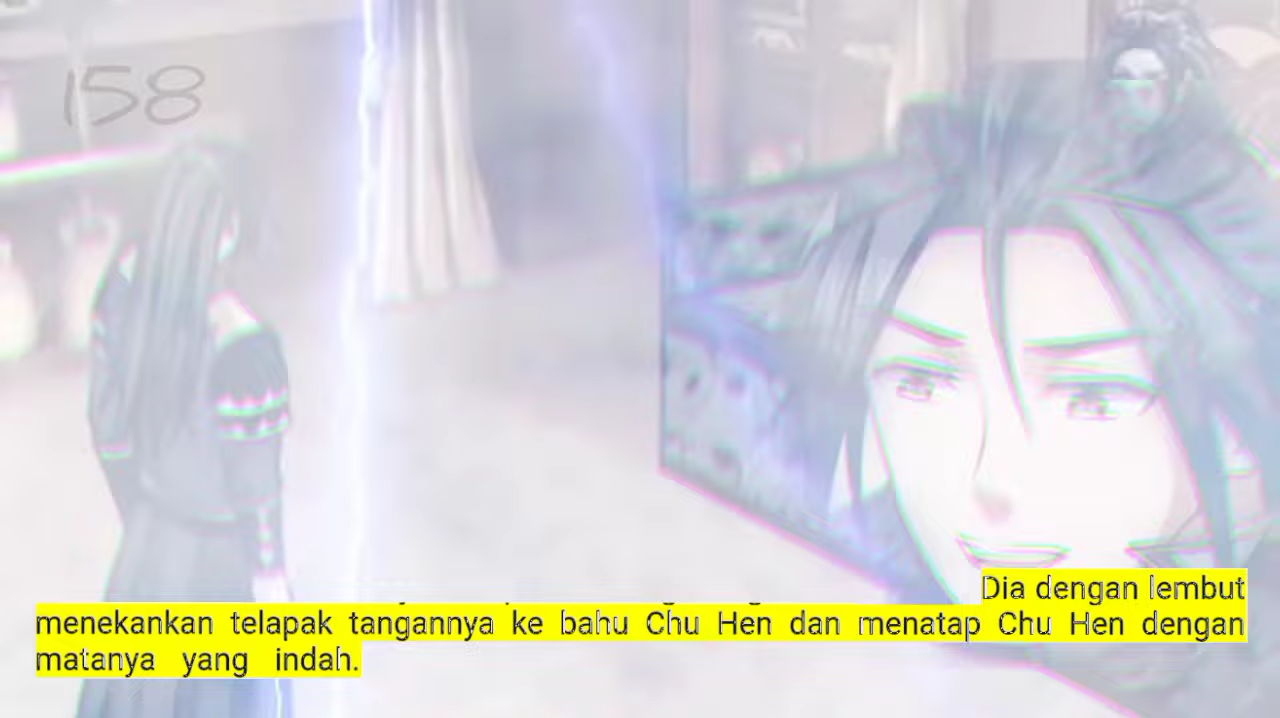 158
Dia dengan lembut
menekankan telapak tangannya ke bahu Chu Hen dan menatap Chu Hen dengan
matanya yang indah.